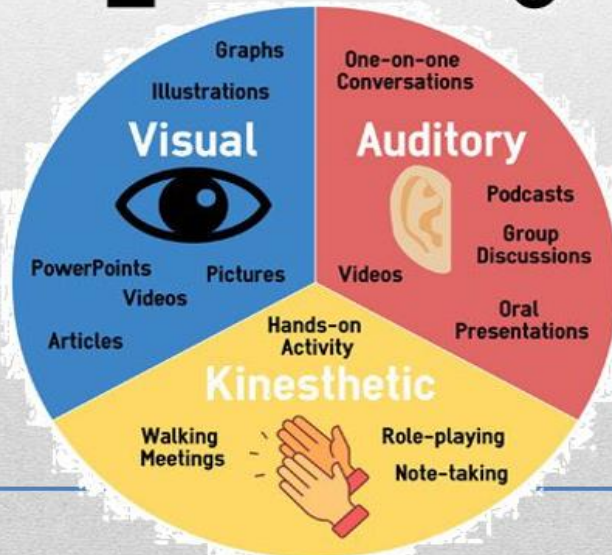 Graphs
Illustrations
Visual
PowerPoints
Videos
Pictures
Articles
One-on-one
Conversations
Auditory
Podcasts
Group
Discussions
Videos
Oral
Presentations
Hands-on
Activity
Kinesthetic
Walking
Meetings
Role-playing
Note-taking